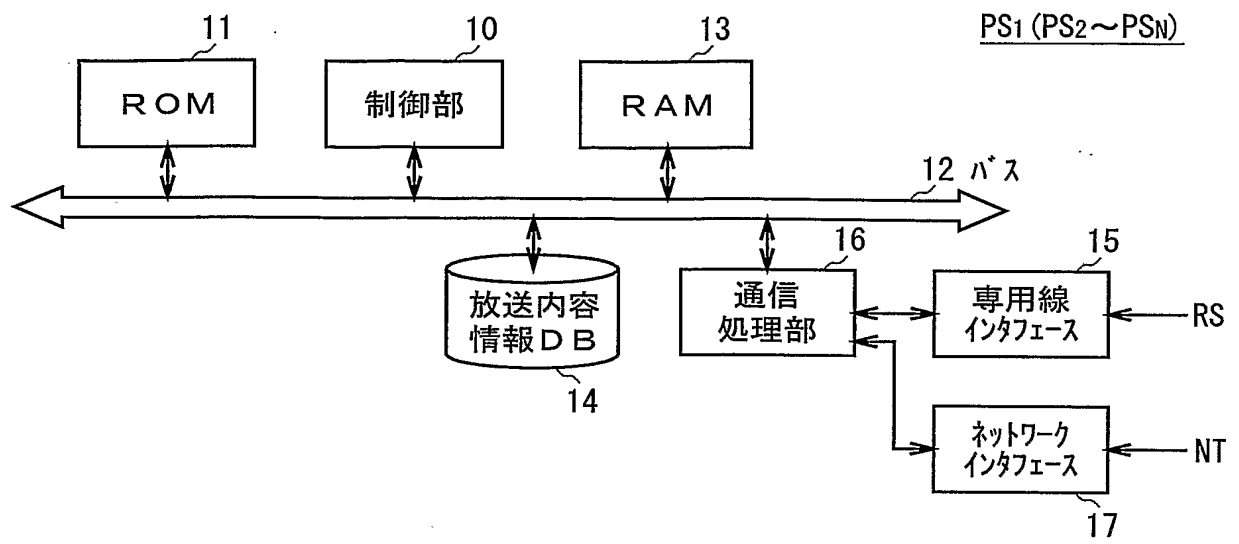 PS1 (PS2～PSN)
11
10
13
ROM
制御部
RAM
12 バス
16
15
放送内容
情報DB
通信
処理部
専用線
インタフェース
RS
14
ネットワーク
インタフェース
NT
17